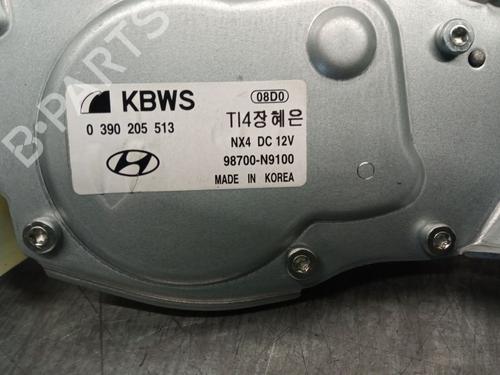 B-PARTS
KBWS
08D0
0 390 205 513
T14장혜은
NX4 DC 12V
98700-N9100
MADE IN KOREA